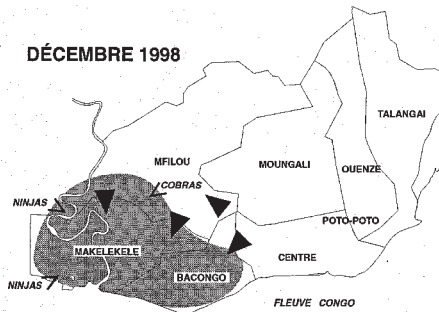 DÉCEMBRE 1998
TALANGAI
MFILOU
MOUNGALI
OUENZE
NINJAS
COBRAS
POTO-POTO
MAKELEKELE
CENTRE
BACONGO
NINJAS
FLEUVE CONGO